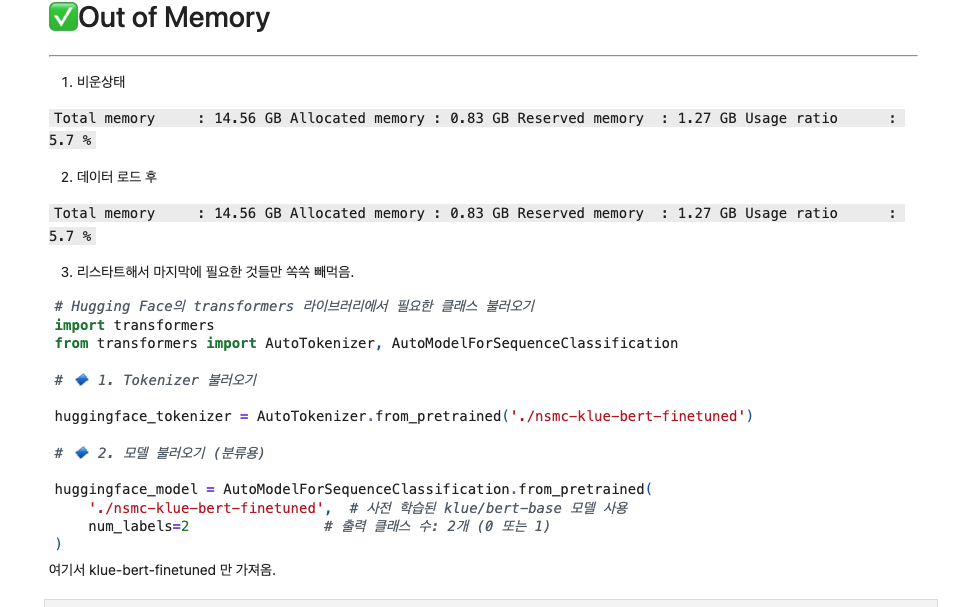 ✅Out of Memory
1. 비운상태
Total memory     : 14.56 GB Allocated memory : 0.83 GB Reserved memory  : 1.27 GB Usage ratio      :
5.7 %
2. 데이터 로드 후
Total memory     : 14.56 GB Allocated memory : 0.83 GB Reserved memory  : 1.27 GB Usage ratio      :
5.7 %
3. 리스타트해서 마지막에 필요한 것들만 쏙쏙 빼먹음.
# Hugging Face의 transformers 라이브러리에서 필요한 클래스 불러오기
import transformers
from transformers import AutoTokenizer, AutoModelForSequenceClassification
# 🔷 1. Tokenizer 불러오기
huggingface_tokenizer = AutoTokenizer.from_pretrained('./nsmc-klue-bert-finetuned')
# 🔷 2. 모델 불러오기 (분류용)
huggingface_model = AutoModelForSequenceClassification.from_pretrained(
    './nsmc-klue-bert-finetuned',  # 사전 학습된 klue/bert-base 모델 사용
    num_labels=2                # 출력 클래스 수: 2개 (0 또는 1)
)
여기서 klue-bert-finetuned 만 가져옴.